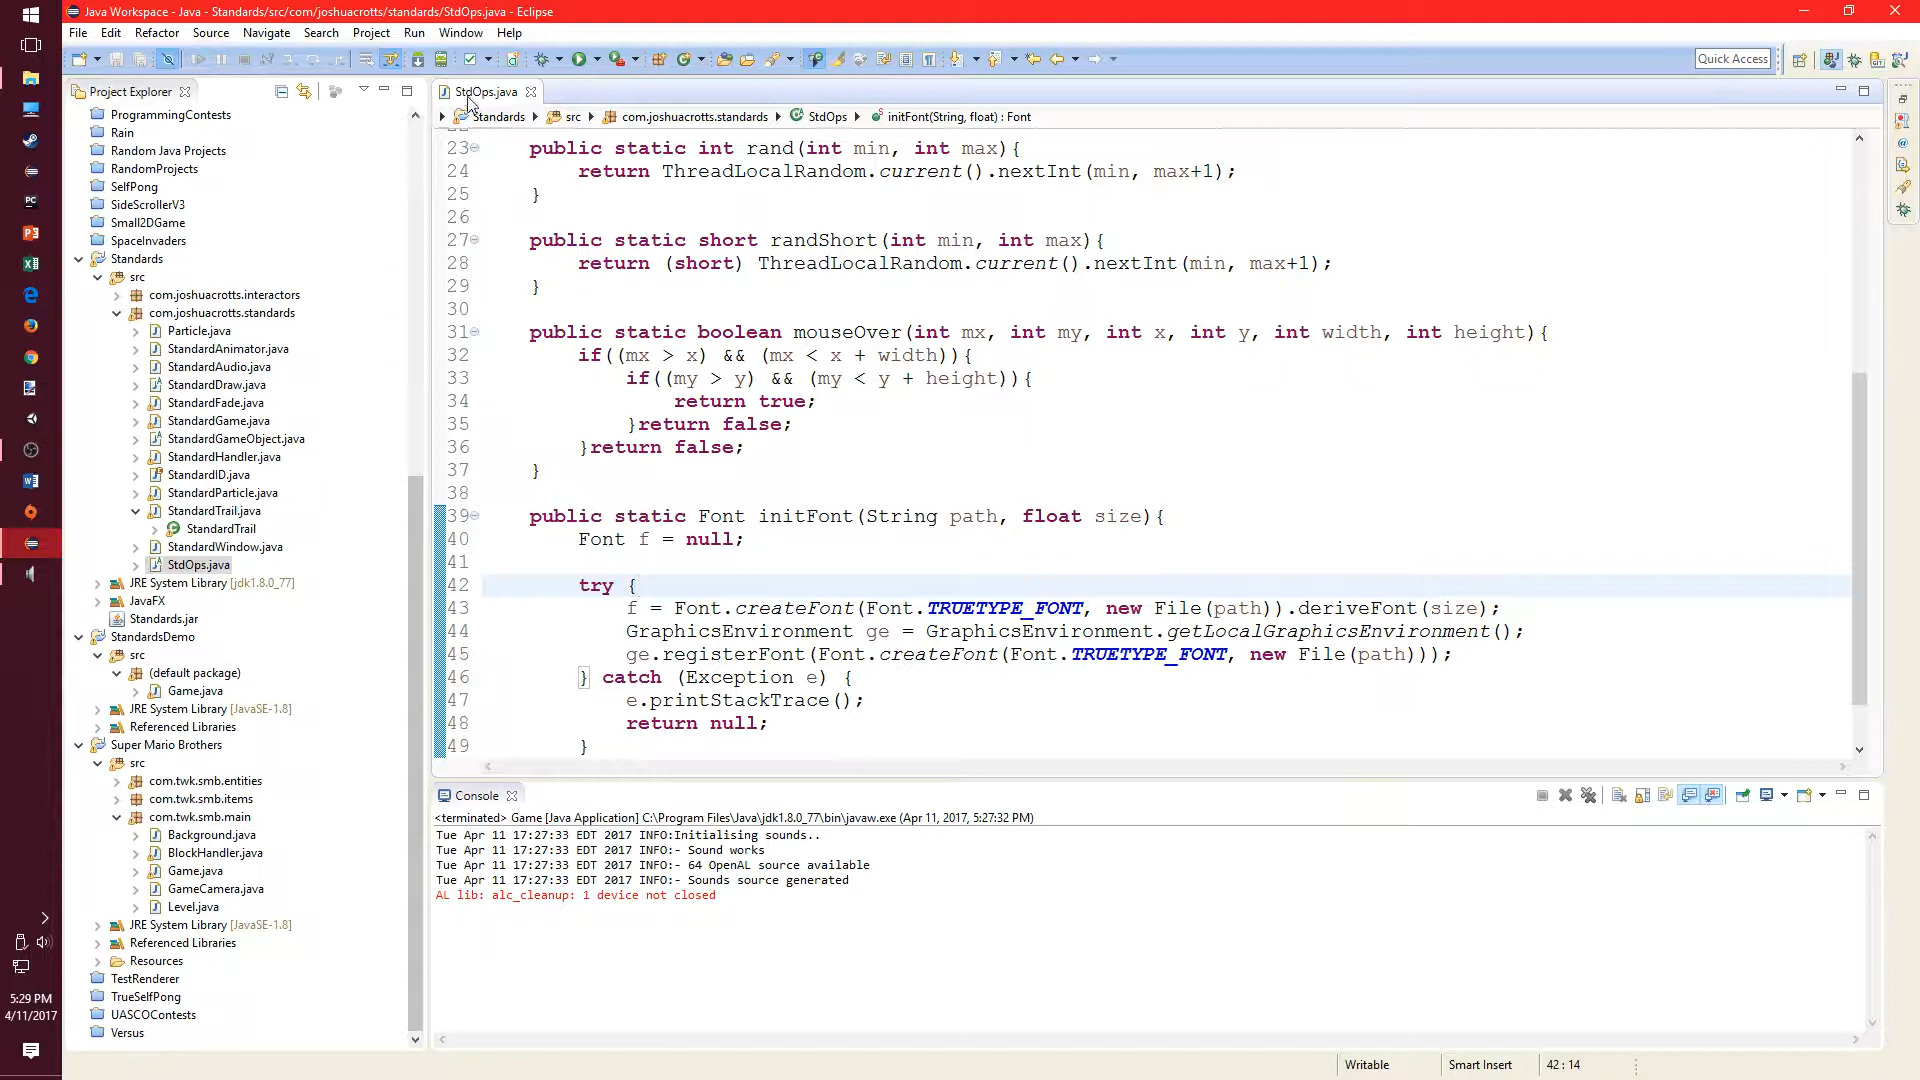 Java Workspace - Java - Standards/src/com/joshuacrotts/standards/StdOps.java - Eclipse
File Edit Refactor Source Navigate Search Project Run Window Help
Quick Access
Project Explorer
ProgrammingContests
Rain
Random Java Projects
RandomProjects
SelfPong
SideScrollerV3
Small2DGame
SpaceInvaders
Standards
src
com.joshuacrotts.interactors
com.joshuacrotts.standards
Particle.java
StandardAnimator.java
StandardAudio.java
StandardDraw.java
StandardFade.java
StandardGame.java
StandardGameObject.java
StandardHandler.java
StandardID.java
StandardParticle.java
StandardTrail.java
StandardTrail
StandardWindow.java
StdOps.java
JRE System Library [jdk1.8.0_77]
JavaFX
Standards.jar
StandardsDemo
src
(default package)
Game.java
JRE System Library [JavaSE-1.8]
Referenced Libraries
Super Mario Brothers
src
com.twk.smb.entities
com.twk.smb.items
com.twk.smb.main
Background.java
BlockHandler.java
Game.java
GameCamera.java
Level.java
JRE System Library [JavaSE-1.8]
Referenced Libraries
Resources
TestRenderer
TrueSelfPong
UASCOContests
Versus
StdOps.java
Standards src com.joshuacrotts.standards StdOps initFont(String, float) : Font
23 public static int rand(int min, int max){
24 return ThreadLocalRandom.current().nextInt(min, max+1);
25 }
26
27 public static short randShort(int min, int max){
28 return (short) ThreadLocalRandom.current().nextInt(min, max+1);
29 }
30
31 public static boolean mouseOver(int mx, int my, int x, int y, int width, int height){
32 if((mx > x) && (mx < x + width)){
33 if((my > y) && (my < y + height)){
34 return true;
35 }return false;
36 }return false;
37 }
38
39 public static Font initFont(String path, float size){
40 Font f = null;
41
42 try {
43 f = Font.createFont(Font.TRUETYPE_FONT, new File(path)).deriveFont(size);
44 GraphicsEnvironment ge = GraphicsEnvironment.getLocalGraphicsEnvironment();
45 ge.registerFont(Font.createFont(Font.TRUETYPE_FONT, new File(path)));
46 } catch (Exception e) {
47 e.printStackTrace();
48 return null;
49 }
Console
<terminated> Game [Java Application] C:\Program Files\Java\jdk1.8.0_77\bin\javaw.exe (Apr 11, 2017, 5:27:32 PM)
Tue Apr 11 17:27:33 EDT 2017 INFO:Initialising sounds..
Tue Apr 11 17:27:33 EDT 2017 INFO:- Sound works
Tue Apr 11 17:27:33 EDT 2017 INFO:- 64 OpenAL source available
Tue Apr 11 17:27:33 EDT 2017 INFO:- Sounds source generated
AL lib: alc_cleanup: 1 device not closed
Writable Smart Insert 42 : 14
5:29 PM
4/11/2017